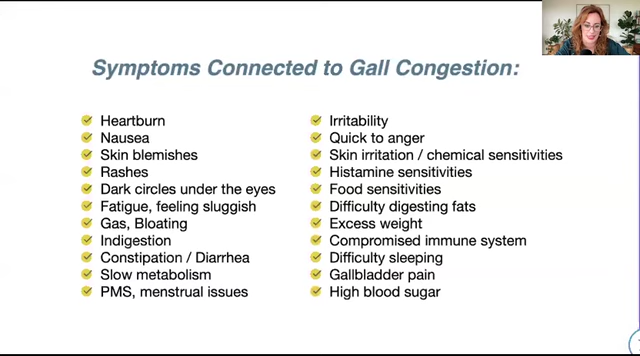 Symptoms Connected to Gall Congestion:
Heartburn
Nausea
Skin blemishes
Rashes
Dark circles under the eyes
Fatigue, feeling sluggish
Gas, Bloating
Indigestion
Constipation / Diarrhea
Slow metabolism
PMS, menstrual issues
Irritability
Quick to anger
Skin irritation / chemical sensitivities
Histamine sensitivities
Food sensitivities
Difficulty digesting fats
Excess weight
Compromised immune system
Difficulty sleeping
Gallbladder pain
High blood sugar